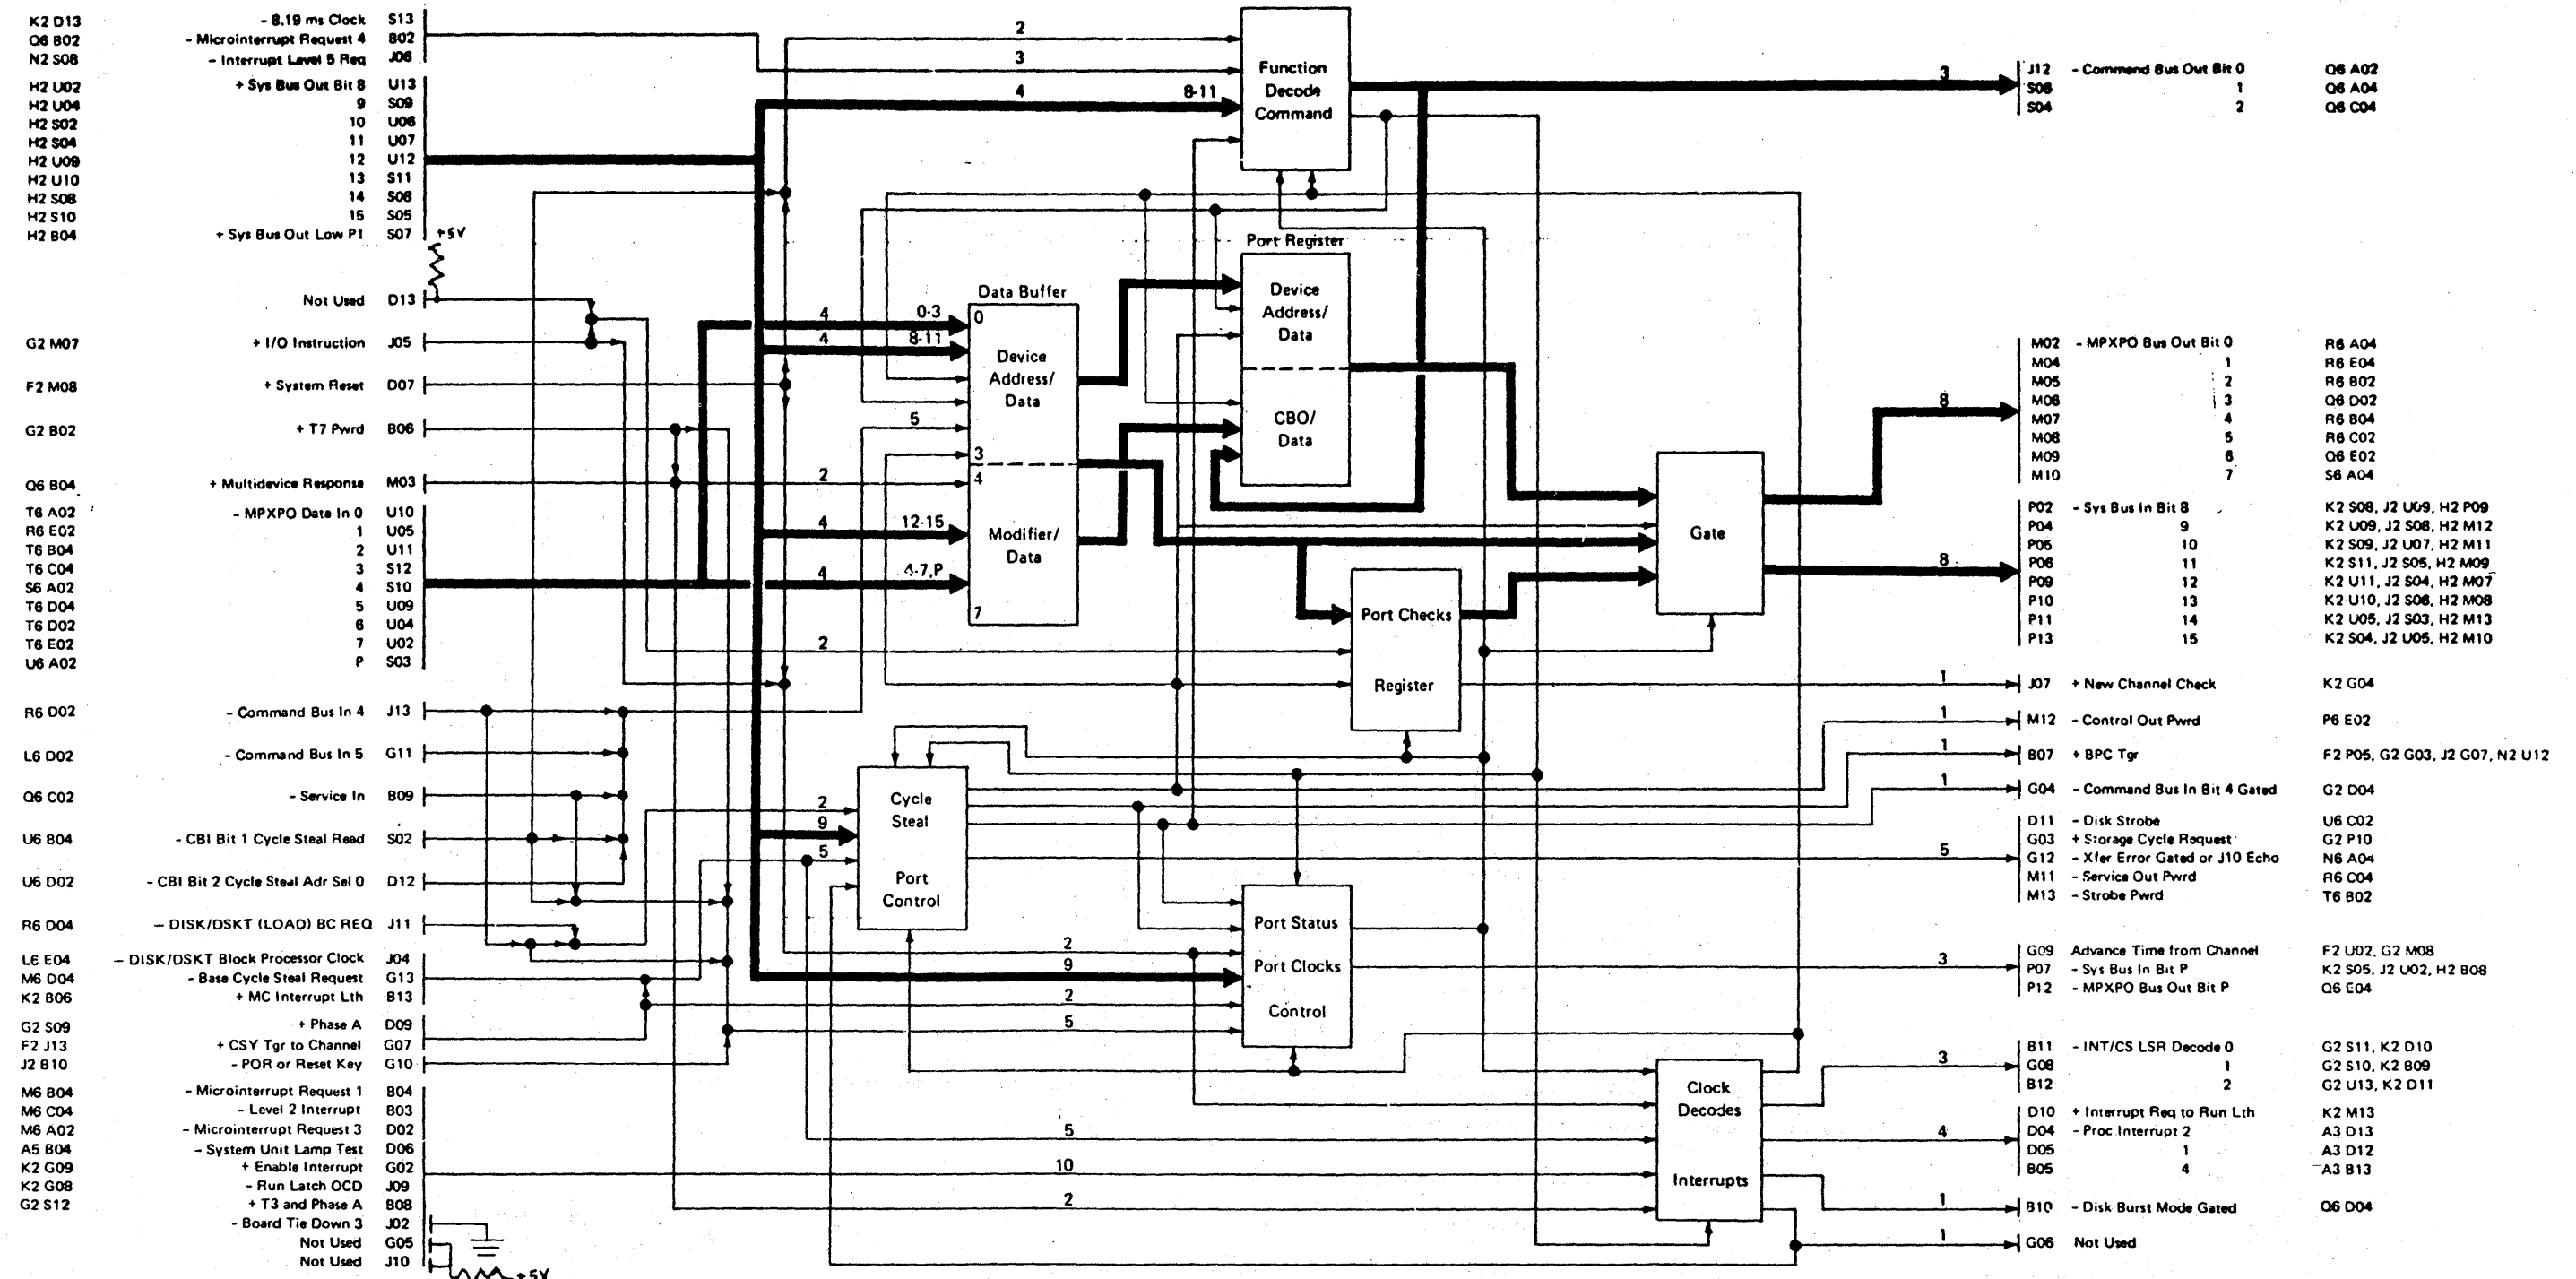 K2 D13 - 8.19 ms Clock S13
Q6 B02 - Microinterrupt Request 4 B02
N2 S08 - Interrupt Level 5 Req J06
H2 U02 + Sys Bus Out Bit 8 U13
H2 U04 9 S09
H2 S02 10 U06
H2 S04 11 U07
H2 U09 12 U12
H2 U10 13 S11
H2 S08 14 S08
H2 S10 15 S05
H2 B04 + Sys Bus Out Low P1 S07
+5V
Not Used D13
G2 M07 + I/O Instruction J05
F2 M08 + System Reset D07
G2 B02 + T7 Pwrd B06
Q6 B04 + Multidevice Response M03
T6 A02 - MPXPO Data In 0 U10
R6 E02 1 U05
T6 B04 2 U11
T6 C04 3 S12
S6 A02 4 S10
T6 D04 5 U09
T6 D02 6 U04
T6 E02 7 U02
U6 A02 P S03
R6 D02 - Command Bus In 4 J13
L6 D02 - Command Bus In 5 G11
Q6 C02 - Service In B09
U6 B04 - CBI Bit 1 Cycle Steal Read S02
U6 D02 - CBI Bit 2 Cycle Steal Adr Sel 0 D12
R6 D04 - DISK/DSKT (LOAD) BC REQ J11
L6 E04 - DISK/DSKT Block Processor Clock J04
M6 D04 - Base Cycle Steal Request G13
K2 B06 + MC Interrupt Lth B13
G2 S09 + Phase A D09
F2 J13 + CSY Tgr to Channel G07
J2 B10 - POR or Reset Key G10
M6 B04 - Microinterrupt Request 1 B04
M6 C04 - Level 2 Interrupt B03
M6 A02 - Microinterrupt Request 3 D02
A5 B04 - System Unit Lamp Test D06
K2 G09 + Enable Interrupt G02
K2 G08 - Run Latch OCD J09
G2 S12 + T3 and Phase A B08
- Board Tie Down 3 J02
Not Used G05
Not Used J10
+5V
2
3
4 8-11
Function
Decode
Command
Port Register
Device
Address/
Data
CBO/
Data
Data Buffer
4 0-3 0
4 8-11
Device
Address/
Data
5
3
2 4
4 12-15
Modifier/
Data
4 4-7,P
7
2
Port Checks
Register
Gate
2
9
5
Cycle
Steal
Port
Control
2
9
2
5
Port Status
Port Clocks
Control
5
10
2
Clock
Decodes
Interrupts
3 J12 - Command Bus Out Bit 0 Q6 A02
S06 1 Q6 A04
S04 2 Q6 C04
M02 - MPXPO Bus Out Bit 0 R6 A04
M04 1 R6 E04
M05 2 R6 B02
8 M06 3 Q6 D02
M07 4 R6 B04
M08 5 R6 C02
M09 6 Q6 E02
M10 7 S6 A04
P02 - Sys Bus In Bit 8 K2 S08, J2 U09, H2 P09
P04 9 K2 U09, J2 S08, H2 M12
P05 10 K2 S09, J2 U07, H2 M11
8 P06 11 K2 S11, J2 S05, H2 M09
P09 12 K2 U11, J2 S04, H2 M07
P10 13 K2 U10, J2 S06, H2 M08
P11 14 K2 U05, J2 S03, H2 M13
P13 15 K2 S04, J2 U05, H2 M10
1 J07 + New Channel Check K2 G04
1 M12 - Control Out Pwrd P6 E02
1 B07 + BPC Tgr F2 P05, G2 G03, J2 G07, N2 U12
1 G04 - Command Bus In Bit 4 Gated G2 D04
D11 - Disk Strobe U6 C02
G03 + Storage Cycle Request G2 P10
5 G12 - Xfer Error Gated or J10 Echo N6 A04
M11 - Service Out Pwrd R6 C04
M13 - Strobe Pwrd T6 B02
G09 Advance Time from Channel F2 U02, G2 M08
3 P07 - Sys Bus In Bit P K2 S05, J2 U02, H2 B08
P12 - MPXPO Bus Out Bit P Q6 E04
B11 - INT/CS LSR Decode 0 G2 S11, K2 D10
3 G08 1 G2 S10, K2 B09
B12 2 G2 U13, K2 D11
D10 + Interrupt Req to Run Lth K2 M13
4 D04 - Proc Interrupt 2 A3 D13
D05 1 A3 D12
B05 4 A3 B13
1 B10 - Disk Burst Mode Gated Q6 D04
1 G06 Not Used